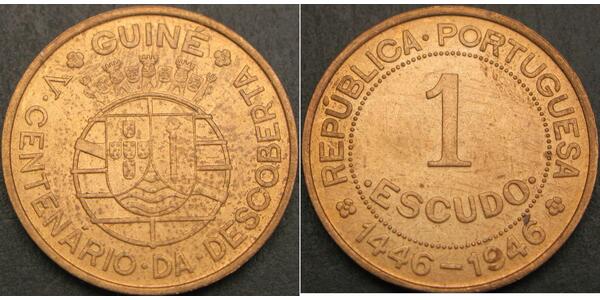 GUINÉ
V · CENTENÁRIO · DA · DESCOBERTA
REPÚBLICA · PORTUGUESA
1
· ESCUDO ·
1446 – 1946